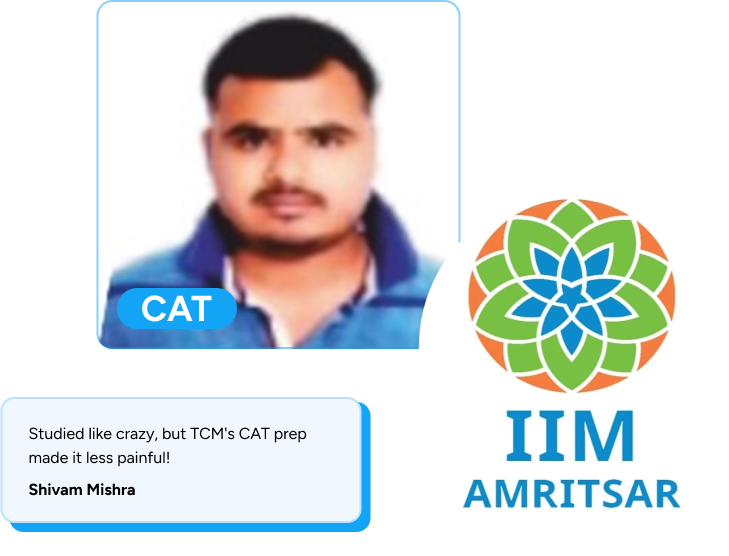 CAT
Studied like crazy, but TCM's CAT prep
made it less painful!
Shivam Mishra
IIM
AMRITSAR